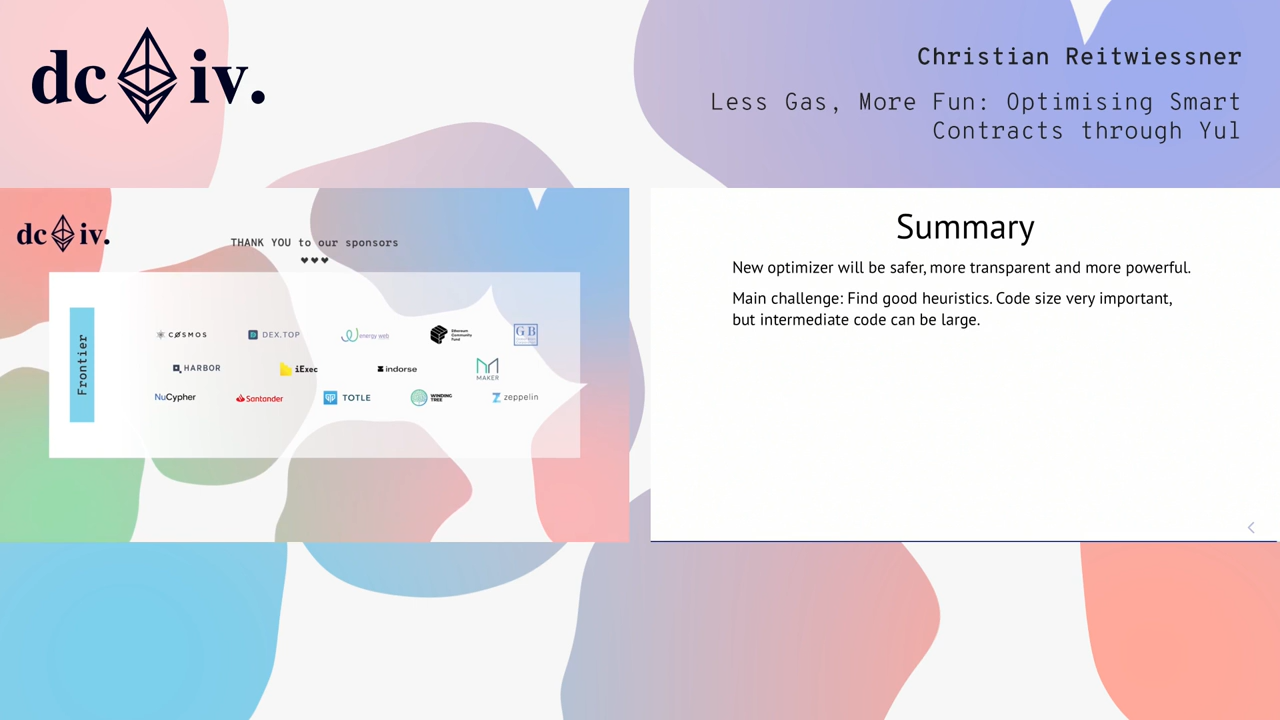 dc iv.
Christian Reitwiessner
Less Gas, More Fun: Optimising Smart
Contracts through Yul
dc iv.
THANK YOU to our sponsors
Frontier
COSMOS
DEX.TOP
energy web
Ethereum
Community
Fund
G B
HARBOR
iExec
indorse
MAKER
NuCypher
Santander
TOTLE
WINDING
TREE
zeppelin
Summary
New optimizer will be safer, more transparent and more powerful.
Main challenge: Find good heuristics. Code size very important,
but intermediate code can be large.